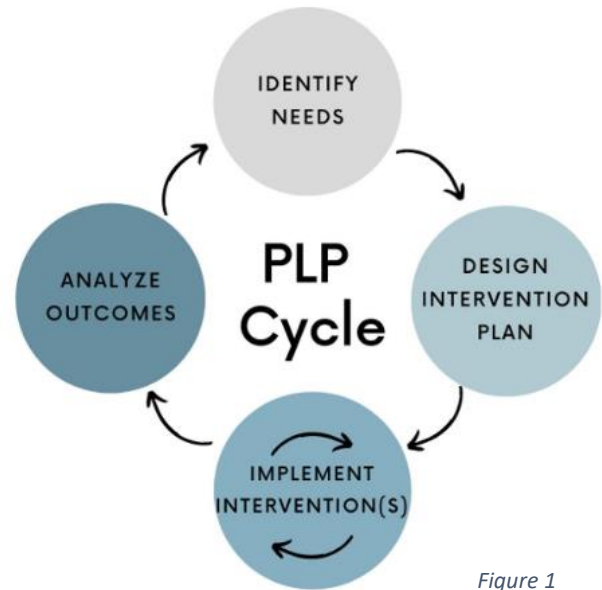 IDENTIFY
NEEDS
DESIGN
INTERVENTION
PLAN
IMPLEMENT
INTERVENTION(S)
ANALYZE
OUTCOMES
PLP
Cycle
Figure 1